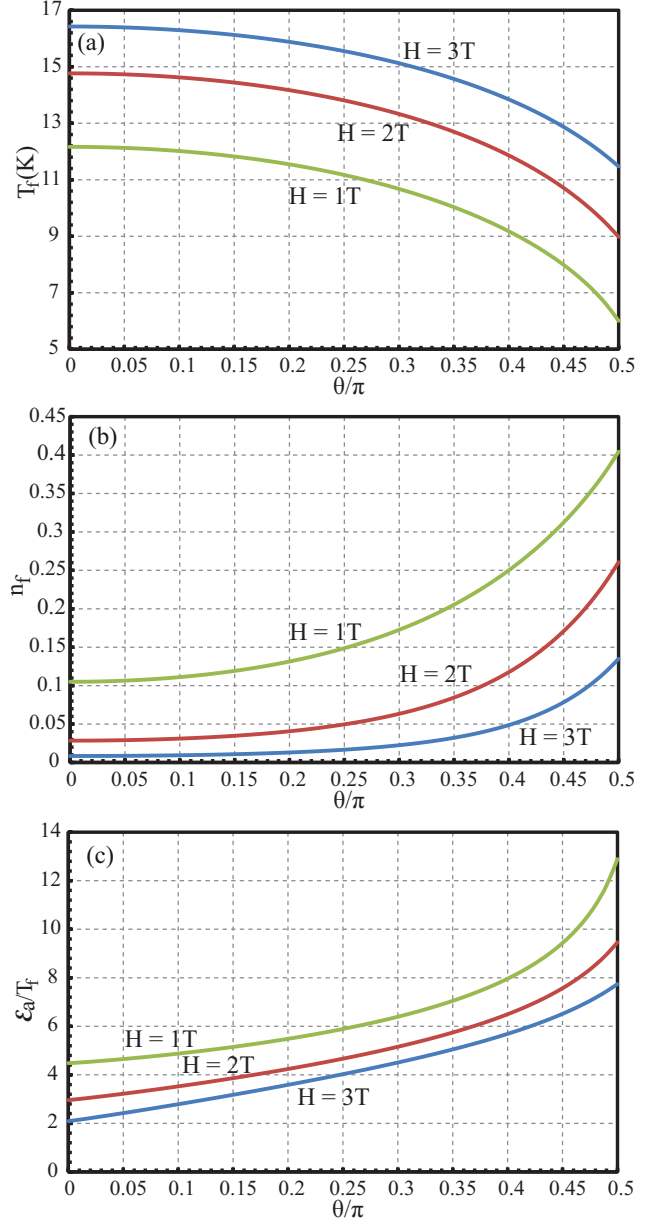 17
(a)
H = 3T
15
13
H = 2T
T_f(K)
11
H = 1T
9
7
5
0 0.05 0.1 0.15 0.2 0.25 0.3 0.35 0.4 0.45 0.5
θ/π
0.45
(b)
0.4
0.35
0.3
0.25
n_f
0.2
H = 1T
0.15
H = 2T
0.1
0.05
H = 3T
0
0 0.05 0.1 0.15 0.2 0.25 0.3 0.35 0.4 0.45 0.5
θ/π
14
(c)
12
10
8
ε_a/T_f
6
H = 1T
H = 2T
4
H = 3T
2
0
0 0.05 0.1 0.15 0.2 0.25 0.3 0.35 0.4 0.45 0.5
θ/π